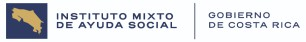 INSTITUTO MIXTO
DE AYUDA SOCIAL
GOBIERNO
DE COSTA RICA